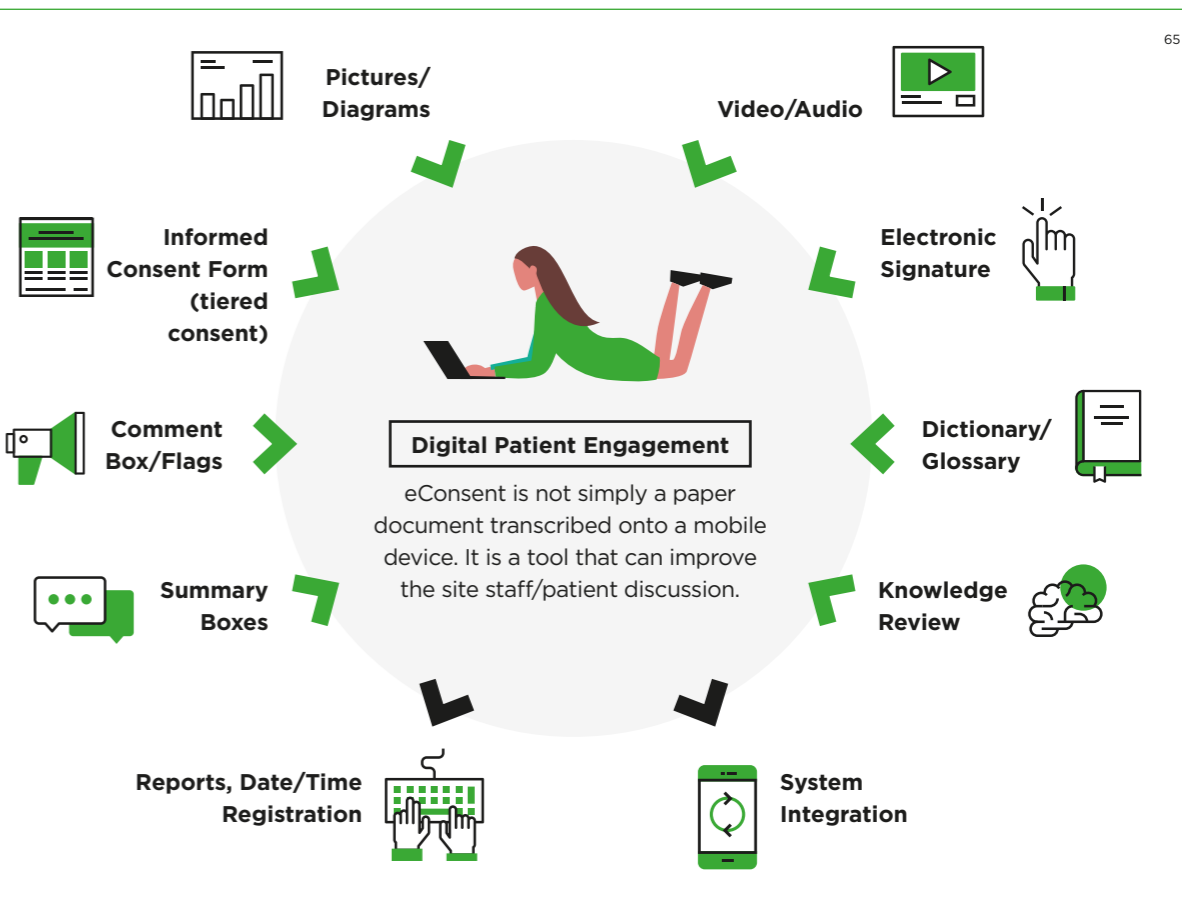 65
Pictures/
Diagrams
Video/Audio
Informed
Consent Form
(tiered
consent)
Electronic
Signature
Comment
Box/Flags
Digital Patient Engagement
eConsent is not simply a paper
document transcribed onto a mobile
device. It is a tool that can improve
the site staff/patient discussion.
Dictionary/
Glossary
Summary
Boxes
Knowledge
Review
Reports, Date/Time
Registration
System
Integration